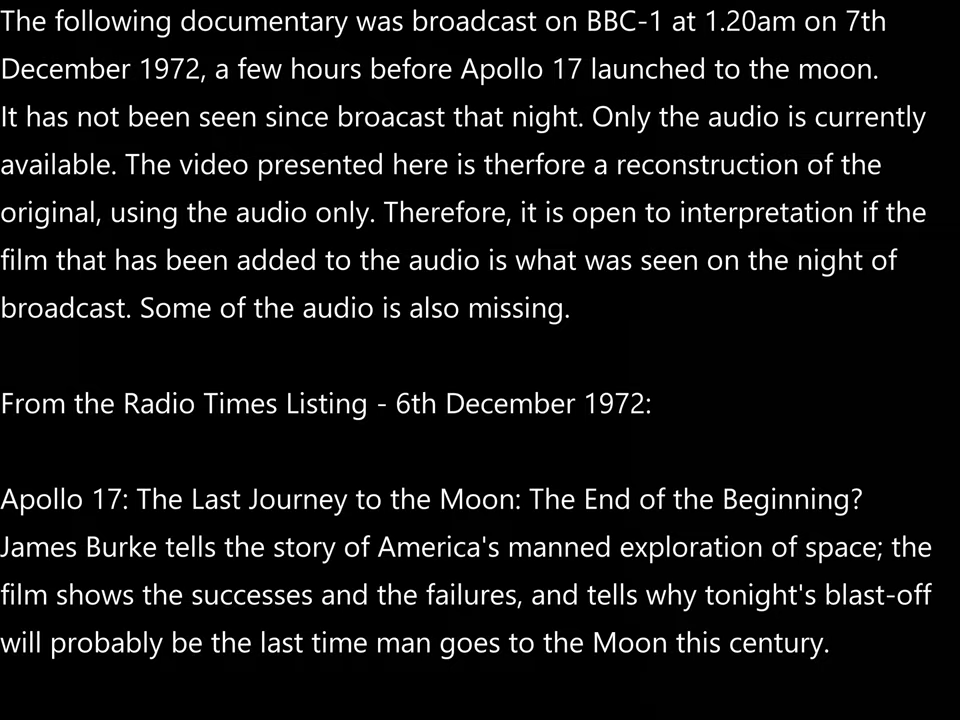 The following documentary was broadcast on BBC-1 at 1.20am on 7th
December 1972, a few hours before Apollo 17 launched to the moon.
It has not been seen since broacast that night. Only the audio is currently
available. The video presented here is therfore a reconstruction of the
original, using the audio only. Therefore, it is open to interpretation if the
film that has been added to the audio is what was seen on the night of
broadcast. Some of the audio is also missing.
From the Radio Times Listing - 6th December 1972:
Apollo 17: The Last Journey to the Moon: The End of the Beginning?
James Burke tells the story of America's manned exploration of space; the
film shows the successes and the failures, and tells why tonight's blast-off
will probably be the last time man goes to the Moon this century.